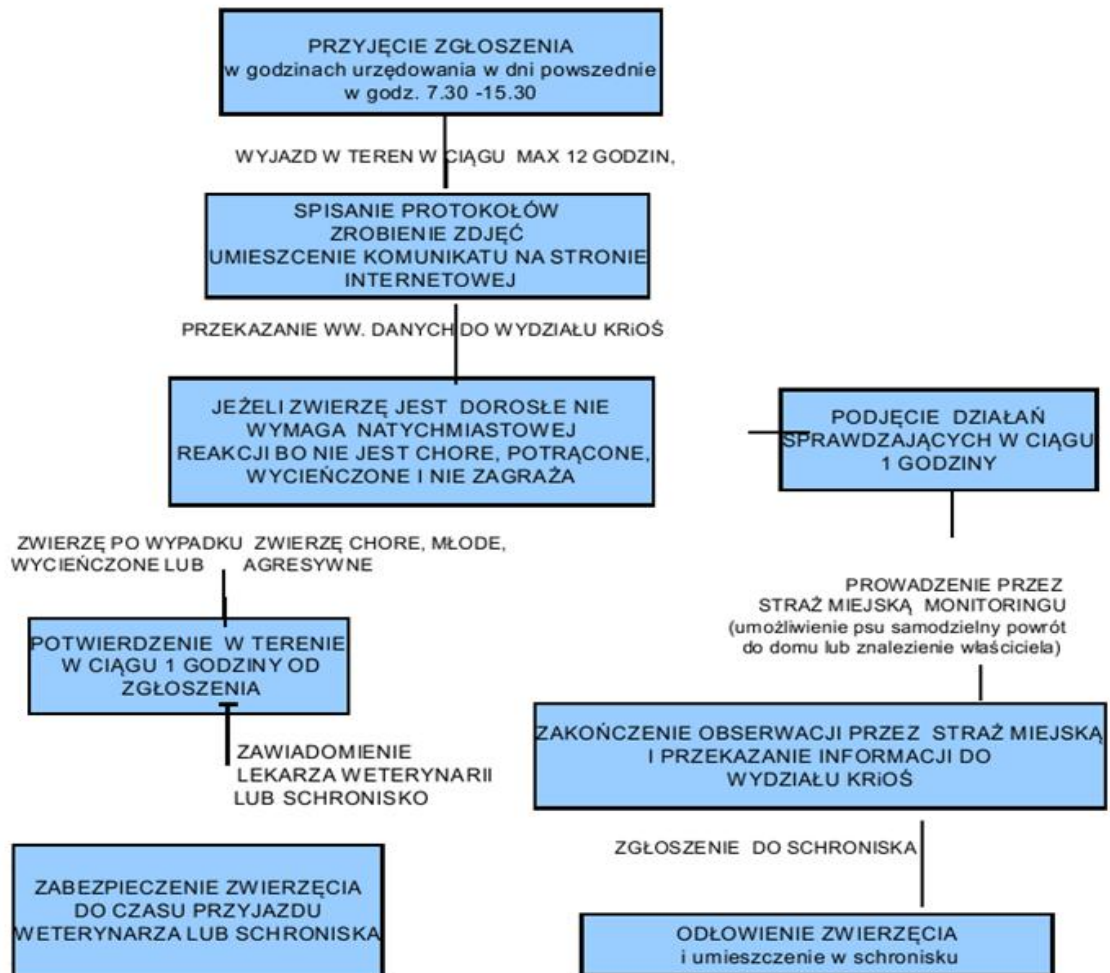 PRZYJĘCIE ZGŁOSZENIA
w godzinach urzędowania w dni powszednie
w godz. 7.30 -15.30
WYJAZD W TEREN W CIĄGU MAX 12 GODZIN,
SPISANIE PROTOKOŁÓW
ZROBIENIE ZDJĘĆ
UMIESZCENIE KOMUNIKATU NA STRONIE
INTERNETOWEJ
PRZEKAZANIE WW. DANYCH DO WYDZIAŁU KRiOŚ
JEŻELI ZWIERZĘ JEST DOROSŁE NIE
WYMAGA NATYCHMIASTOWEJ
REAKCJI BO NIE JEST CHORE, POTRĄCONE,
WYCIEŃCZONE I NIE ZAGRAŻA
PODJĘCIE DZIAŁAŃ
SPRAWDZAJĄCYCH W CIĄGU
1 GODZINY
ZWIERZĘ PO WYPADKU ZWIERZĘ CHORE, MŁODE,
WYCIEŃCZONE LUB AGRESYWNE
POTWIERDZENIE W TERENIE
W CIĄGU 1 GODZINY OD
ZGŁOSZENIA
ZAWIADOMIENIE
LEKARZA WETERYNARII
LUB SCHRONISKO
ZABEZPIECZENIE ZWIERZĘCIA
DO CZASU PRZYJAZDU
WETERYNARZA LUB SCHRONISKA
PROWADZENIE PRZEZ
STRAŻ MIEJSKĄ MONITORINGU
(umożliwienie psu samodzielny powrót
do domu lub znalezienie właściciela)
ZAKOŃCZENIE OBSERWACJI PRZEZ STRAŻ MIEJSKĄ
I PRZEKAZANIE INFORMACJI DO
WYDZIAŁU KRiOŚ
ZGŁOSZENIE DO SCHRONISKA
ODŁOWIENIE ZWIERZĘCIA
i umieszczenie w schronisku